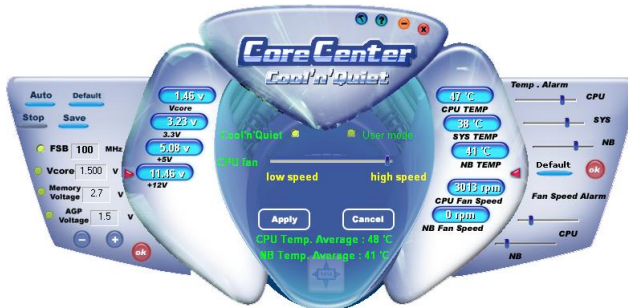 CoreCenter
Cool'n'Quiet
Auto
Default
Stop
Save
FSB 100 MHz
Vcore 1.500 v
Memory Voltage 2.7 v
AGP Voltage 1.5 v
ok
1.46 v
Vcore
3.23 v
3.3V
5.08 v
+5V
11.46 v
+12V
Cool'n'Quiet
User mode
CPU fan
low speed
high speed
Apply
Cancel
CPU Temp. Average : 48 °C
NB Temp. Average : 41 °C
47 °C
CPU TEMP
38 °C
SYS TEMP
41 °C
NB TEMP
3013 rpm
CPU Fan Speed
0 rpm
NB Fan Speed
Temp . Alarm
CPU
SYS
NB
Default
Fan Speed Alarm
CPU
NB
ok